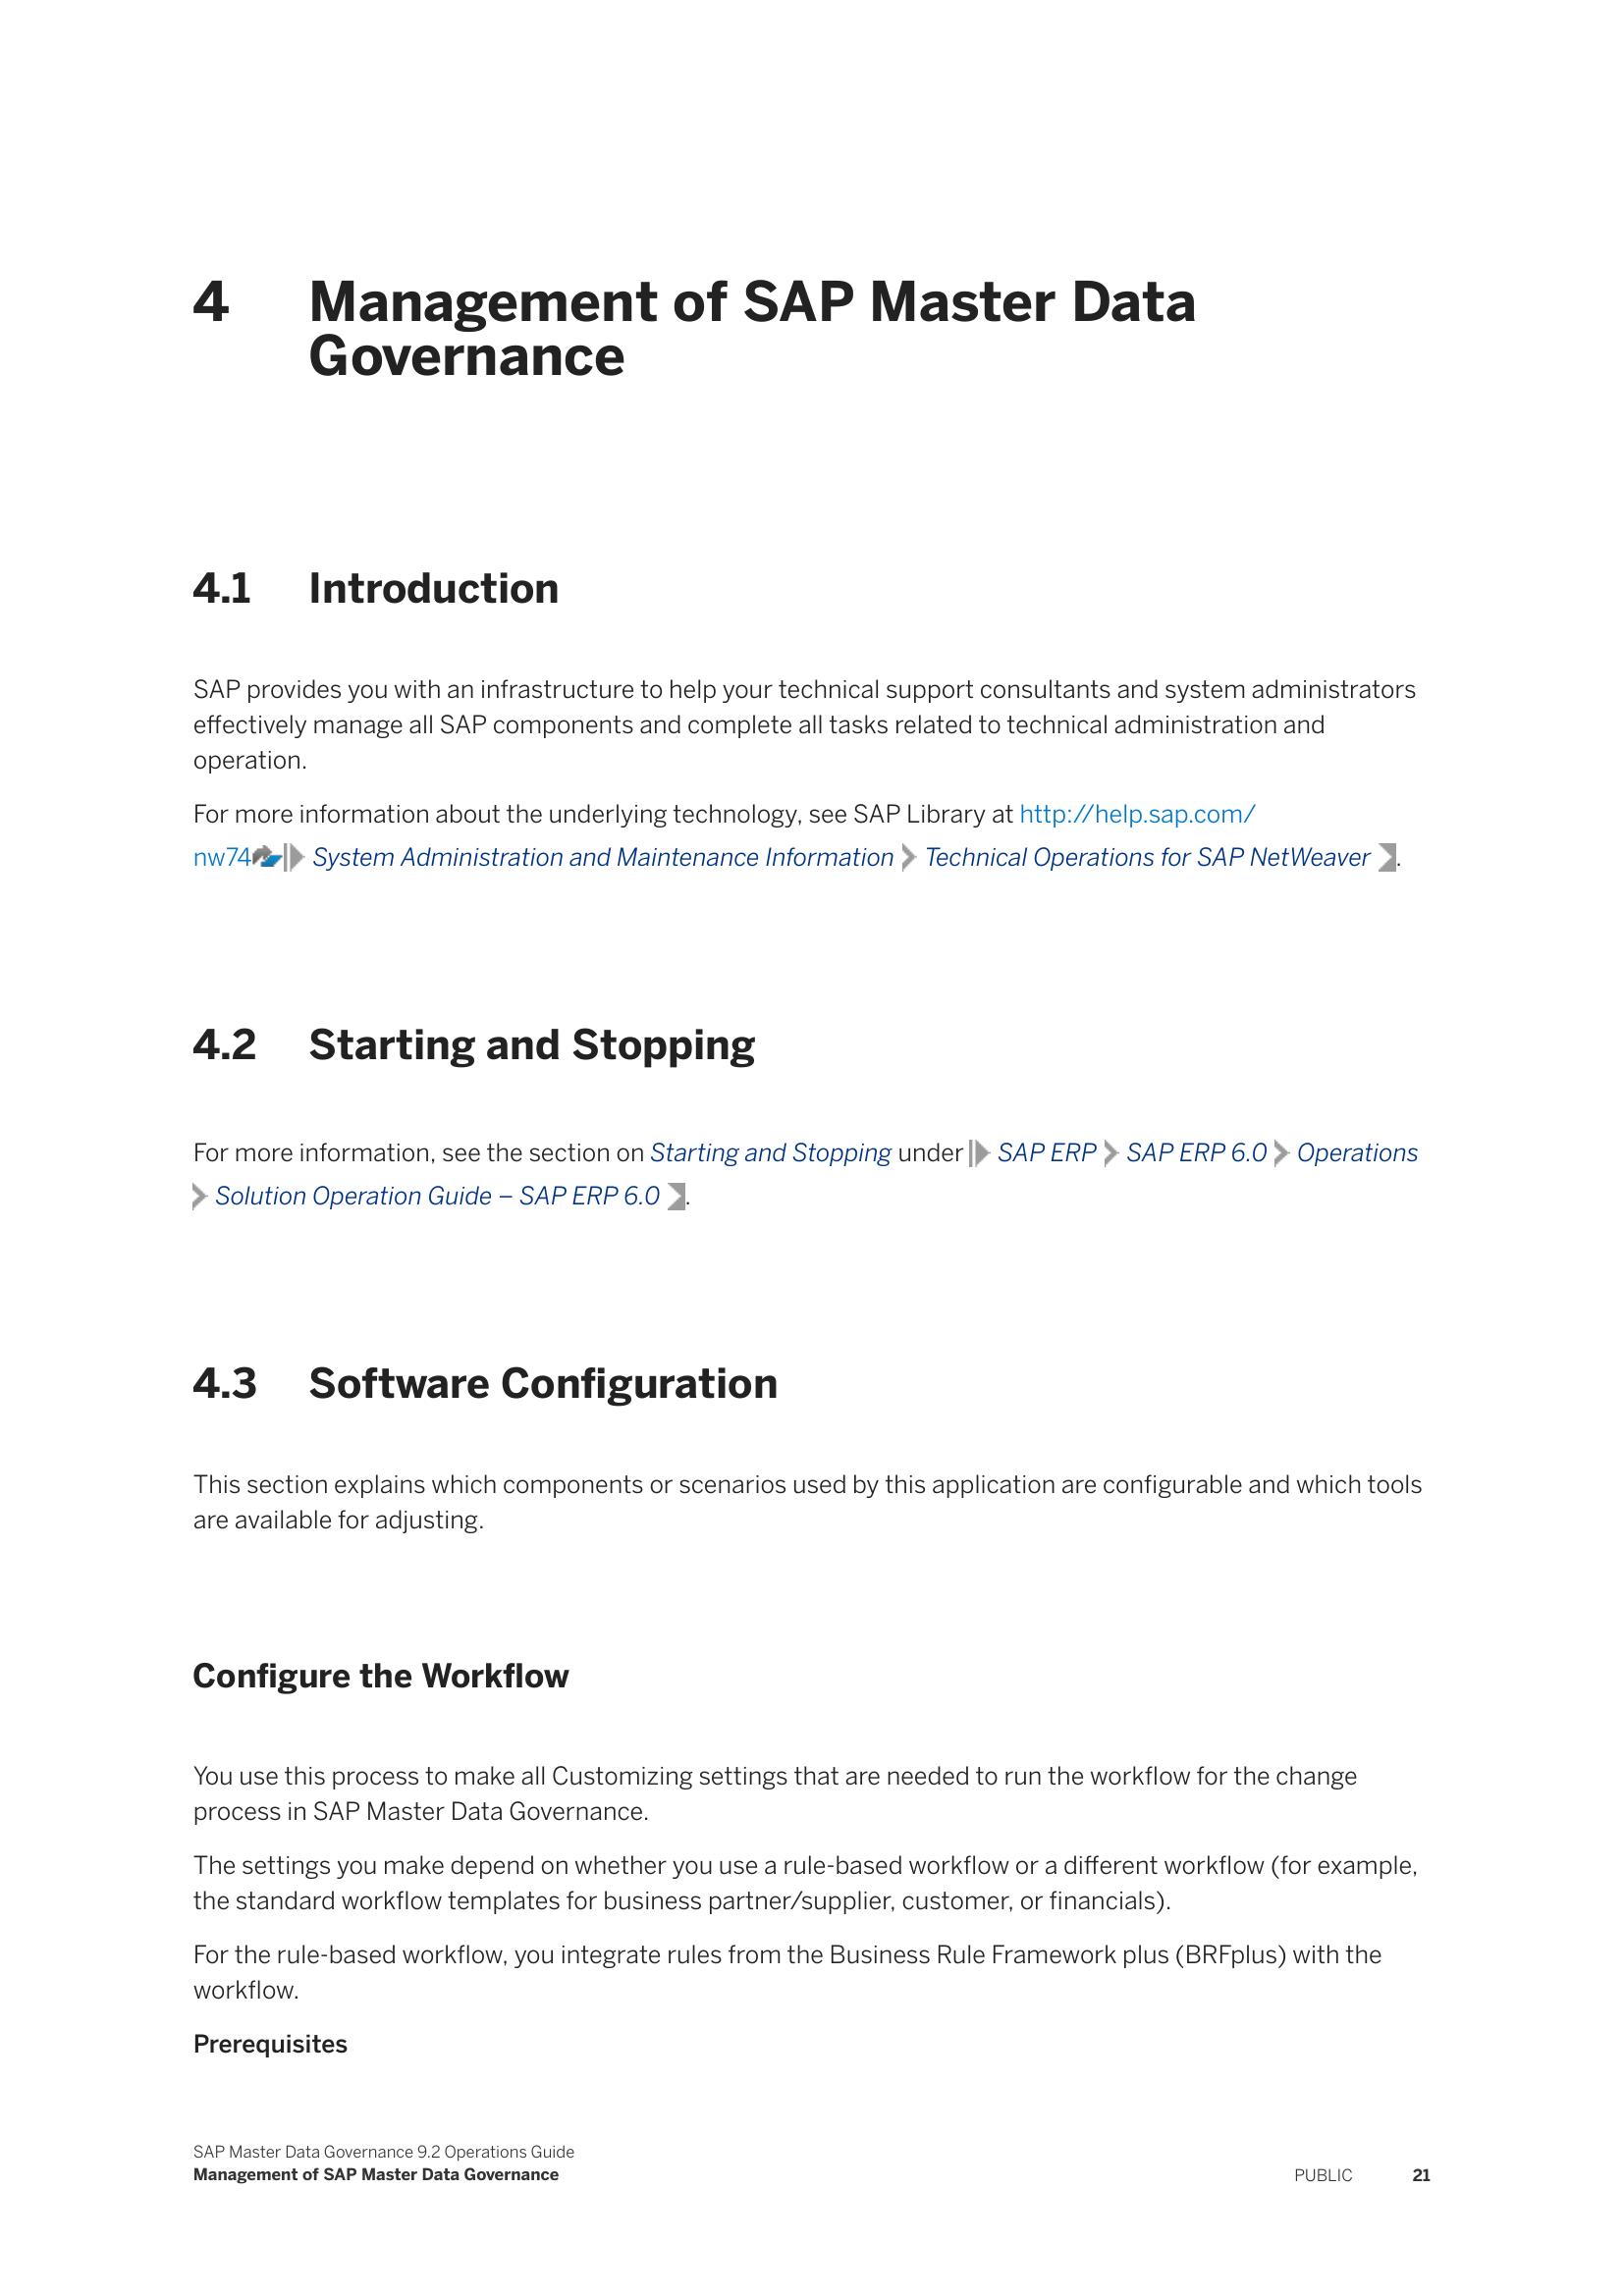 4 Management of SAP Master Data
Governance
4.1 Introduction
SAP provides you with an infrastructure to help your technical support consultants and system administrators
effectively manage all SAP components and complete all tasks related to technical administration and
operation.
For more information about the underlying technology, see SAP Library at http://help.sap.com/
nw74 System Administration and Maintenance Information Technical Operations for SAP NetWeaver .
4.2 Starting and Stopping
For more information, see the section on Starting and Stopping under SAP ERP SAP ERP 6.0 Operations
Solution Operation Guide – SAP ERP 6.0 .
4.3 Software Configuration
This section explains which components or scenarios used by this application are configurable and which tools
are available for adjusting.
Configure the Workflow
You use this process to make all Customizing settings that are needed to run the workflow for the change
process in SAP Master Data Governance.
The settings you make depend on whether you use a rule-based workflow or a different workflow (for example,
the standard workflow templates for business partner/supplier, customer, or financials).
For the rule-based workflow, you integrate rules from the Business Rule Framework plus (BRFplus) with the
workflow.
Prerequisites
SAP Master Data Governance 9.2 Operations Guide
Management of SAP Master Data Governance PUBLIC 21